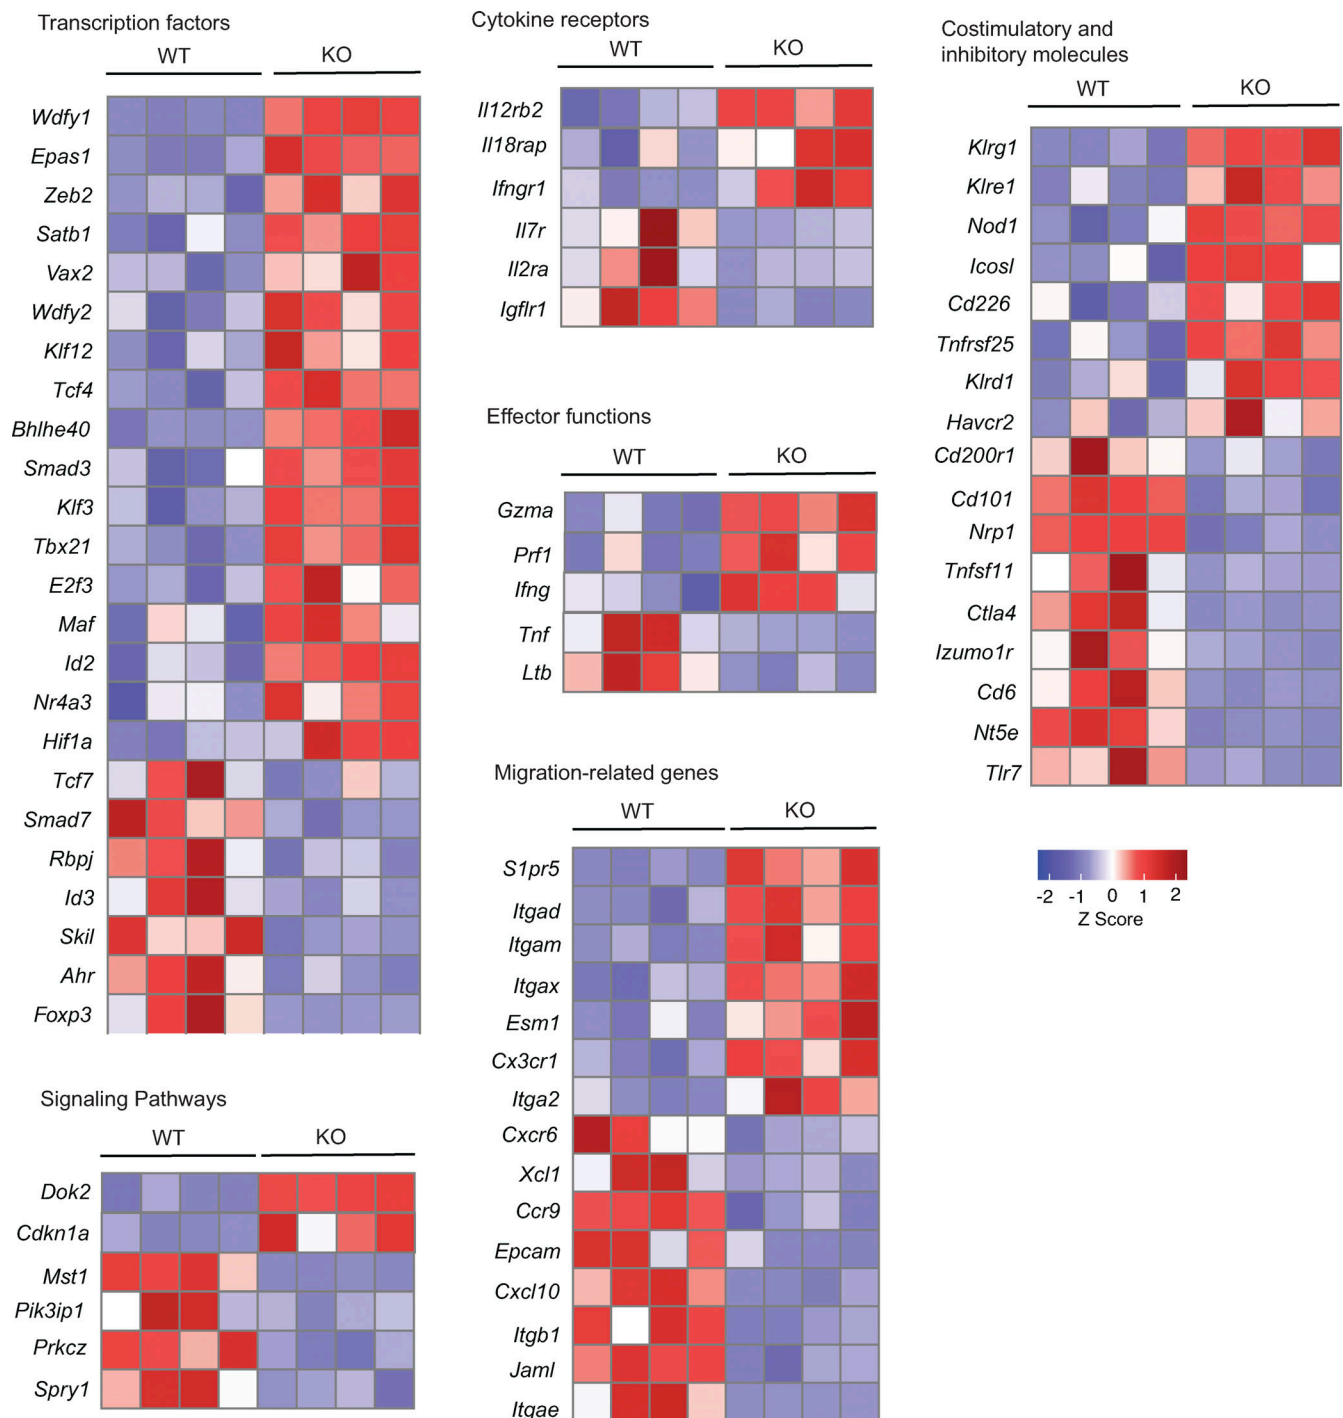 Transcription factors
WT KO
Wdfy1
Epas1
Zeb2
Satb1
Vax2
Wdfy2
Klf12
Tcf4
Bhlhe40
Smad3
Klf3
Tbx21
E2f3
Maf
Id2
Nr4a3
Hif1a
Tcf7
Smad7
Rbpj
Id3
Skil
Ahr
Foxp3
Signaling Pathways
WT KO
Dok2
Cdkn1a
Mst1
Pik3ip1
Prkcz
Spry1
Cytokine receptors
WT KO
Il12rb2
Il18rap
Ifngr1
Il7r
Il2ra
Igflr1
Effector functions
WT KO
Gzma
Prf1
Ifng
Tnf
Ltb
Migration-related genes
WT KO
S1pr5
Itgad
Itgam
Itgax
Esm1
Cx3cr1
Itga2
Cxcr6
Xcl1
Ccr9
Epcam
Cxcl10
Itgb1
Jaml
Itgae
Costimulatory and
inhibitory molecules
WT KO
Klrg1
Klre1
Nod1
Icosl
Cd226
Tnfrsf25
Klrd1
Havcr2
Cd200r1
Cd101
Nrp1
Tnfsf11
Ctla4
Izumo1r
Cd6
Nt5e
Tlr7
-2 -1 0 1 2
Z Score